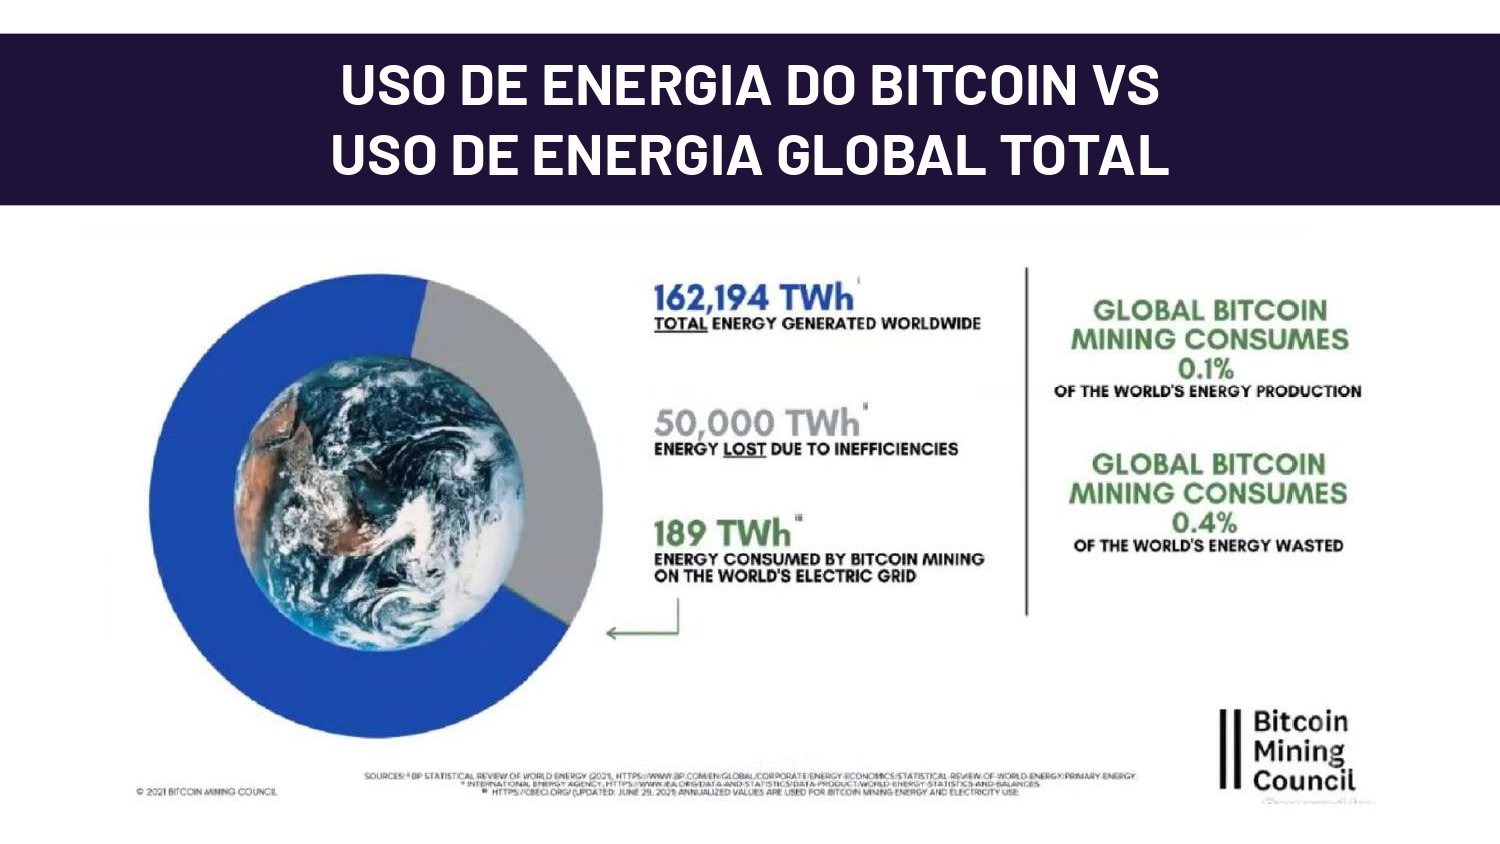 USO DE ENERGIA DO BITCOIN VS
USO DE ENERGIA GLOBAL TOTAL
162,194 TWh i
TOTAL ENERGY GENERATED WORLDWIDE
50,000 TWh ii
ENERGY LOST DUE TO INEFFICIENCIES
189 TWh iii
ENERGY CONSUMED BY BITCOIN MINING
ON THE WORLD'S ELECTRIC GRID
GLOBAL BITCOIN
MINING CONSUMES
0.1%
OF THE WORLD'S ENERGY PRODUCTION
GLOBAL BITCOIN
MINING CONSUMES
0.4%
OF THE WORLD'S ENERGY WASTED
Bitcoin
Mining
Council
SOURCES: BP STATISTICAL REVIEW OF WORLD ENERGY (2021), HTTPS://WWW.BP.COM/EN/GLOBAL/CORPORATE/ENERGY-ECONOMICS/STATISTICAL-REVIEW-OF-WORLD-ENERGY/PRIMARY-ENERGY
ii INTERNATIONAL ENERGY AGENCY, HTTPS://WWW.IEA.ORG/DATA-AND-STATISTICS/DATA-PRODUCT/WORLD-ENERGY-STATISTICS-AND-BALANCES
iii HTTPS://CBECI.ORG/ (UPDATED: JUNE 29, 2021) ANNUALIZED VALUES ARE USED FOR BITCOIN MINING ENERGY AND ELECTRICITY USE.
© 2021 BITCOIN MINING COUNCIL